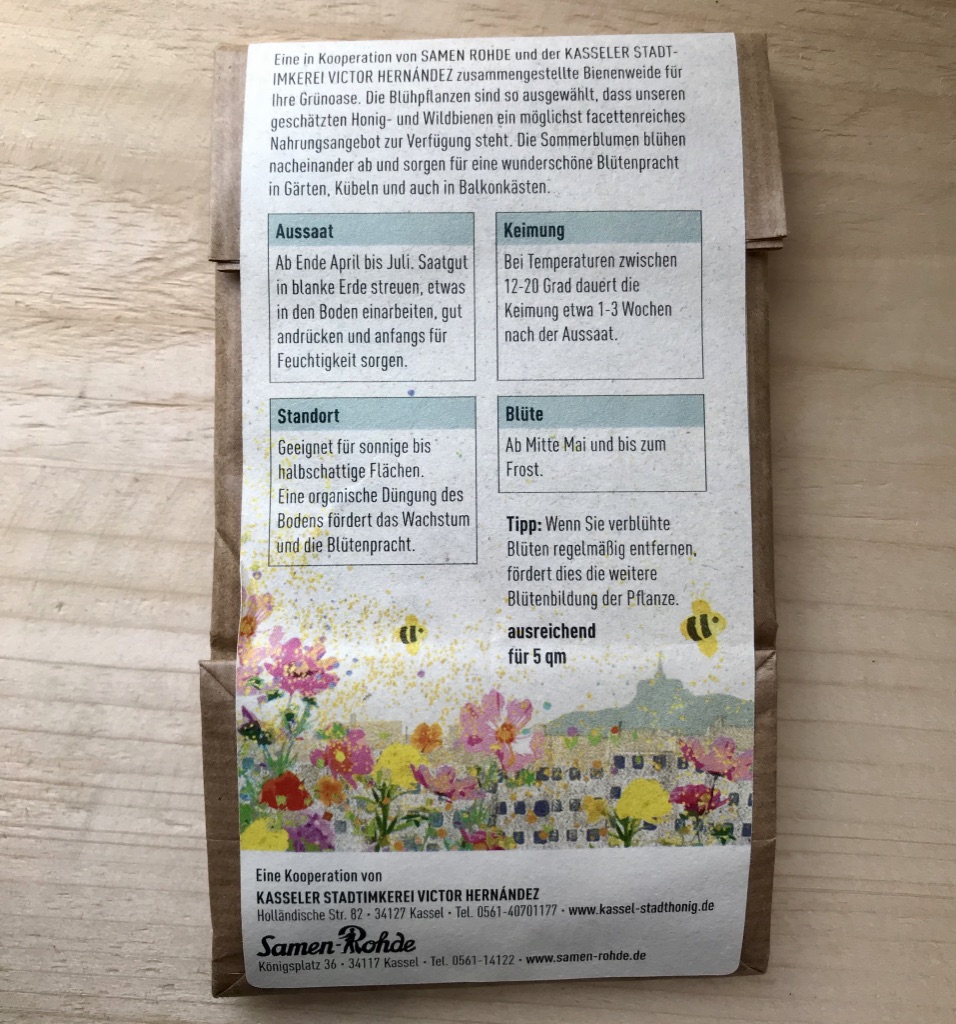 Eine in Kooperation von SAMEN ROHDE und der KASSELER STADT-
IMKEREI VICTOR HERNÁNDEZ zusammengestellte Bienenweide für
Ihre Grünoase. Die Blühpflanzen sind so ausgewählt, dass unseren
geschätzten Honig- und Wildbienen ein möglichst facettenreiches
Nahrungsangebot zur Verfügung steht. Die Sommerblumen blühen
nacheinander ab und sorgen für eine wunderschöne Blütenpracht
in Gärten, Kübeln und auch in Balkonkästen.
Aussaat
Ab Ende April bis Juli. Saatgut
in blanke Erde streuen, etwas
in den Boden einarbeiten, gut
andrücken und anfangs für
Feuchtigkeit sorgen.
Keimung
Bei Temperaturen zwischen
12-20 Grad dauert die
Keimung etwa 1-3 Wochen
nach der Aussaat.
Standort
Geeignet für sonnige bis
halbschattige Flächen.
Eine organische Düngung des
Bodens fördert das Wachstum
und die Blütenpracht.
Blüte
Ab Mitte Mai und bis zum
Frost.
Tipp: Wenn Sie verblühte
Blüten regelmäßig entfernen,
fördert dies die weitere
Blütenbildung der Pflanze.
ausreichend
für 5 qm
Eine Kooperation von
KASSELER STADTIMKEREI VICTOR HERNÁNDEZ
Holländische Str. 82 · 34127 Kassel · Tel. 0561-40701177 · www.kassel-stadthonig.de
Samen-Rohde
Königsplatz 36 · 34117 Kassel · Tel. 0561-14122 · www.samen-rohde.de